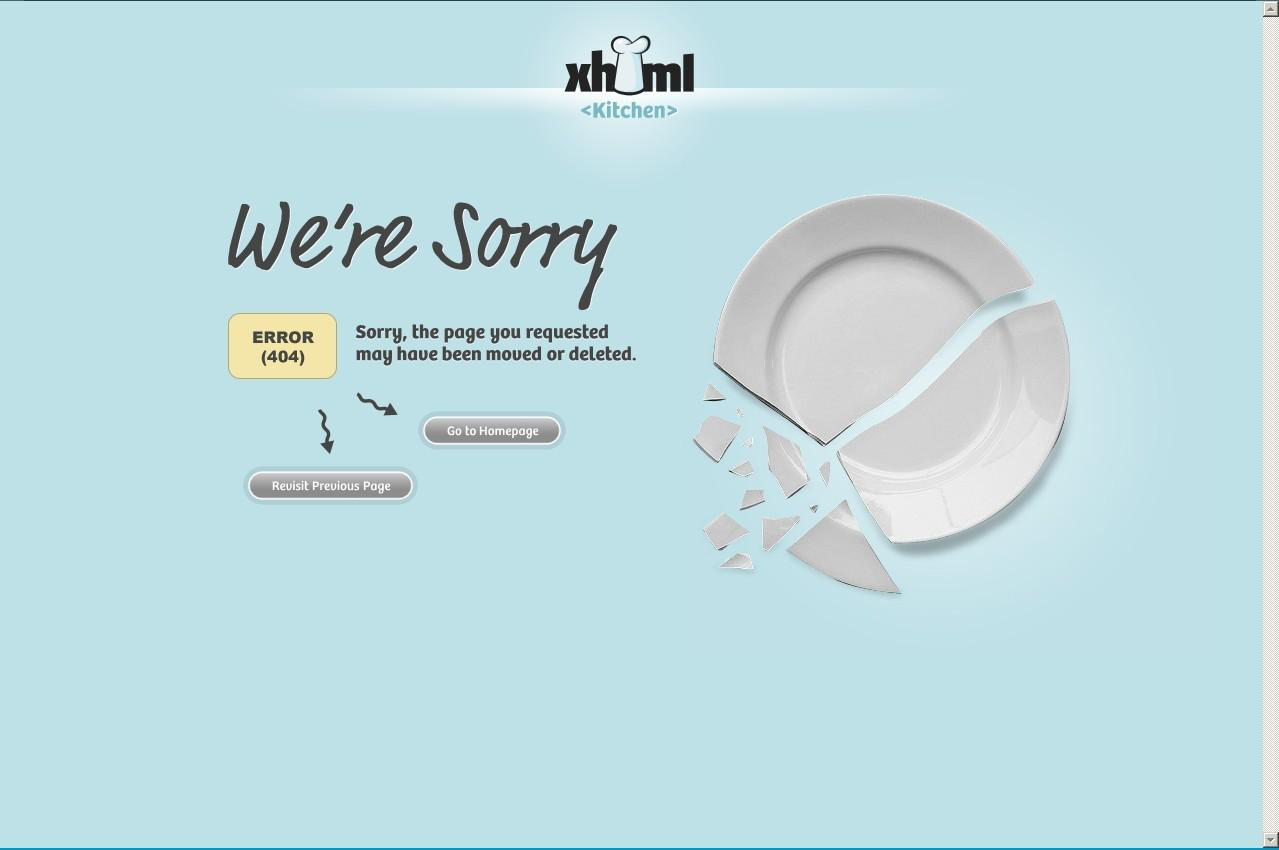 xhtml
<Kitchen>
We're Sorry
ERROR
(404)
Sorry, the page you requested
may have been moved or deleted.
Go to Homepage
Revisit Previous Page